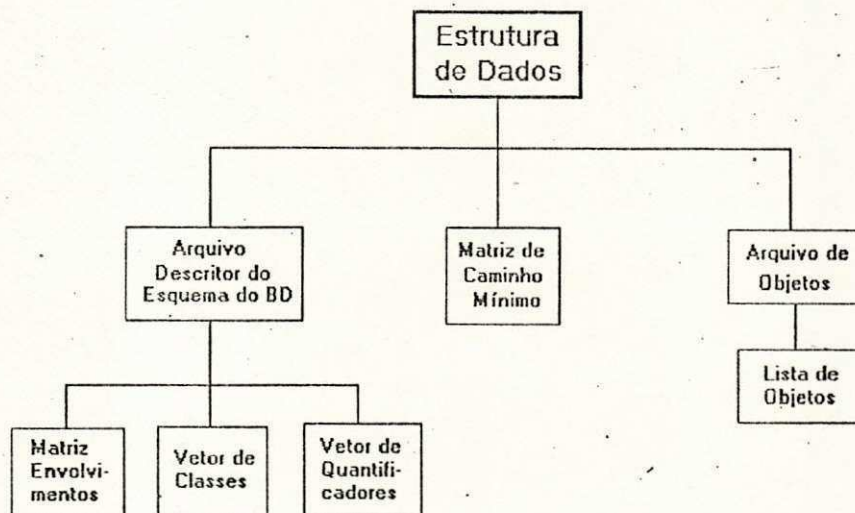 Estrutura
de Dados
Arquivo
Descritor do
Esquema do BD
Matriz de
Caminho
Mínimo
Arquivo de
Objetos
Lista de
Objetos
Matriz
Envolvi-
mentos
Vetor de
Classes
Vetor de
Quantifi-
cadores